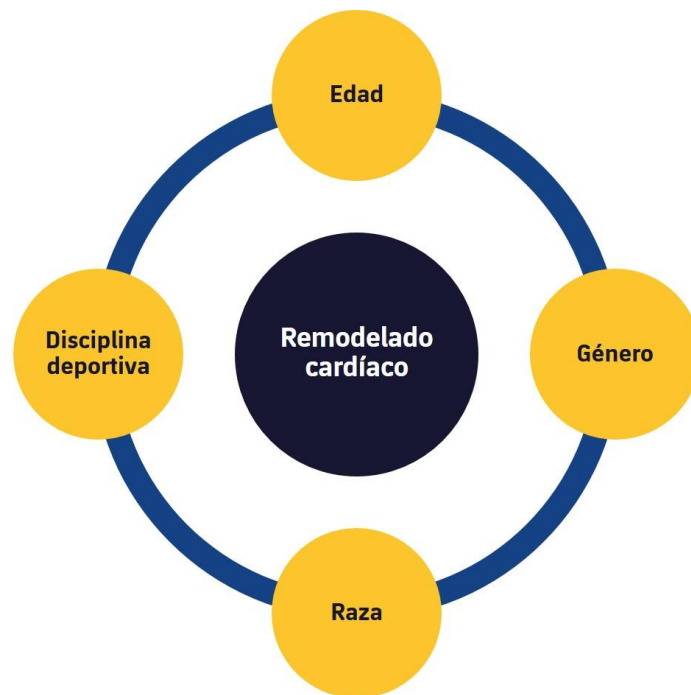 Edad
Disciplina
deportiva
Remodelado
cardíaco
Género
Raza